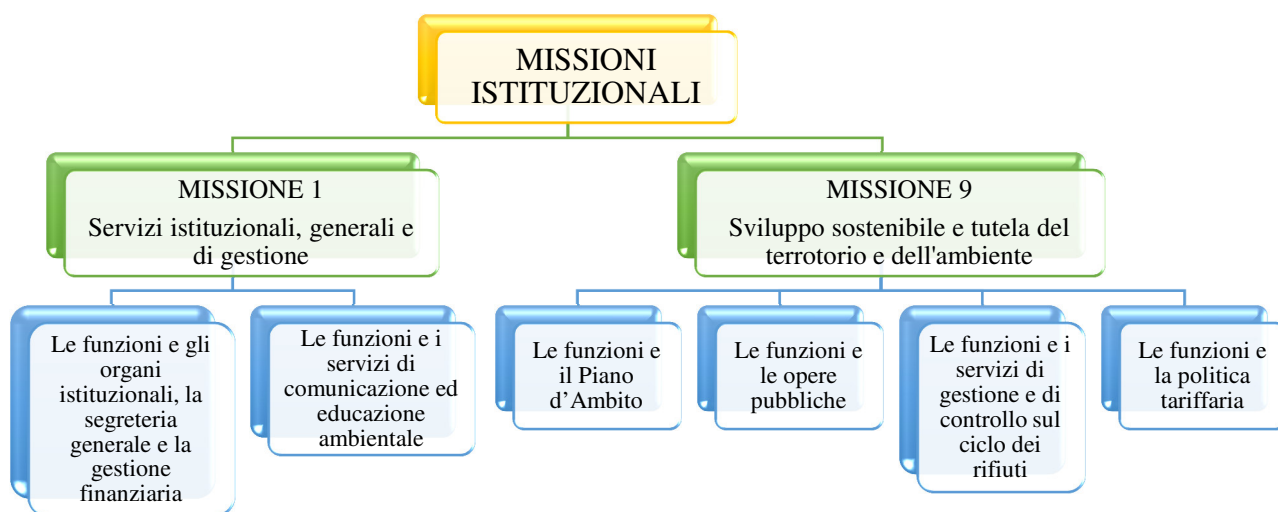 MISSIONI
ISTITUZIONALI
MISSIONE 1
Servizi istituzionali, generali e
di gestione
MISSIONE 9
Sviluppo sostenibile e tutela del
terrotorio e dell'ambiente
Le funzioni e gli
organi
istituzionali, la
segreteria
generale e la
gestione
finanziaria
Le funzioni e i
servizi di
comunicazione ed
educazione
ambientale
Le funzioni e
il Piano
d’Ambito
Le funzioni e
le opere
pubbliche
Le funzioni e i
servizi di
gestione e di
controllo sul
ciclo dei
rifiuti
Le funzioni e
la politica
tariffaria